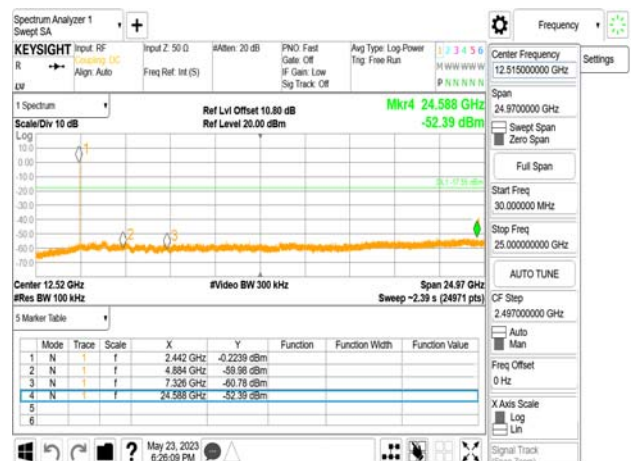 Spectrum Analyzer 1
Swept SA
Frequency
KEYSIGHT
Input: RF
Coupling: DC
Align: Auto
Input Z: 50 Ω
Freq Ref: Int (S)
#Atten: 20 dB
PNO: Fast
Gate: Off
IF Gain: Low
Sig Track: Off
Avg Type: Log-Power
Trig: Free Run
1 2 3 4 5 6
M W W W W W
P N N N N N
R
LW
Center Frequency
12.515000000 GHz
Settings
Span
24.9700000 GHz
Swept Span
Zero Span
Full Span
Start Freq
30.000000 MHz
Stop Freq
25.000000000 GHz
AUTO TUNE
CF Step
2.497000000 GHz
Auto
Man
Freq Offset
0 Hz
X Axis Scale
Log
Lin
Signal Track
1 Spectrum
Scale/Div 10 dB
Ref Lvl Offset 10.80 dB
Ref Level 20.00 dBm
Mkr4 24.588 GHz
-52.39 dBm
Log
10.0
0.00
-10.0
-20.0
-30.0
-40.0
-50.0
-60.0
-70.0
1
2
3
Center 12.52 GHz
#Res BW 100 kHz
#Video BW 300 kHz
Span 24.97 GHz
Sweep ~2.39 s (24971 pts)
5 Marker Table
Mode Trace Scale X Y Function Function Width Function Value
1 N 1 f 2.442 GHz -0.2239 dBm
2 N 1 f 4.884 GHz -59.98 dBm
3 N 1 f 7.326 GHz -60.78 dBm
4 N 1 f 24.588 GHz -52.39 dBm
5
6
?
May 23, 2023
6:26:09 PM